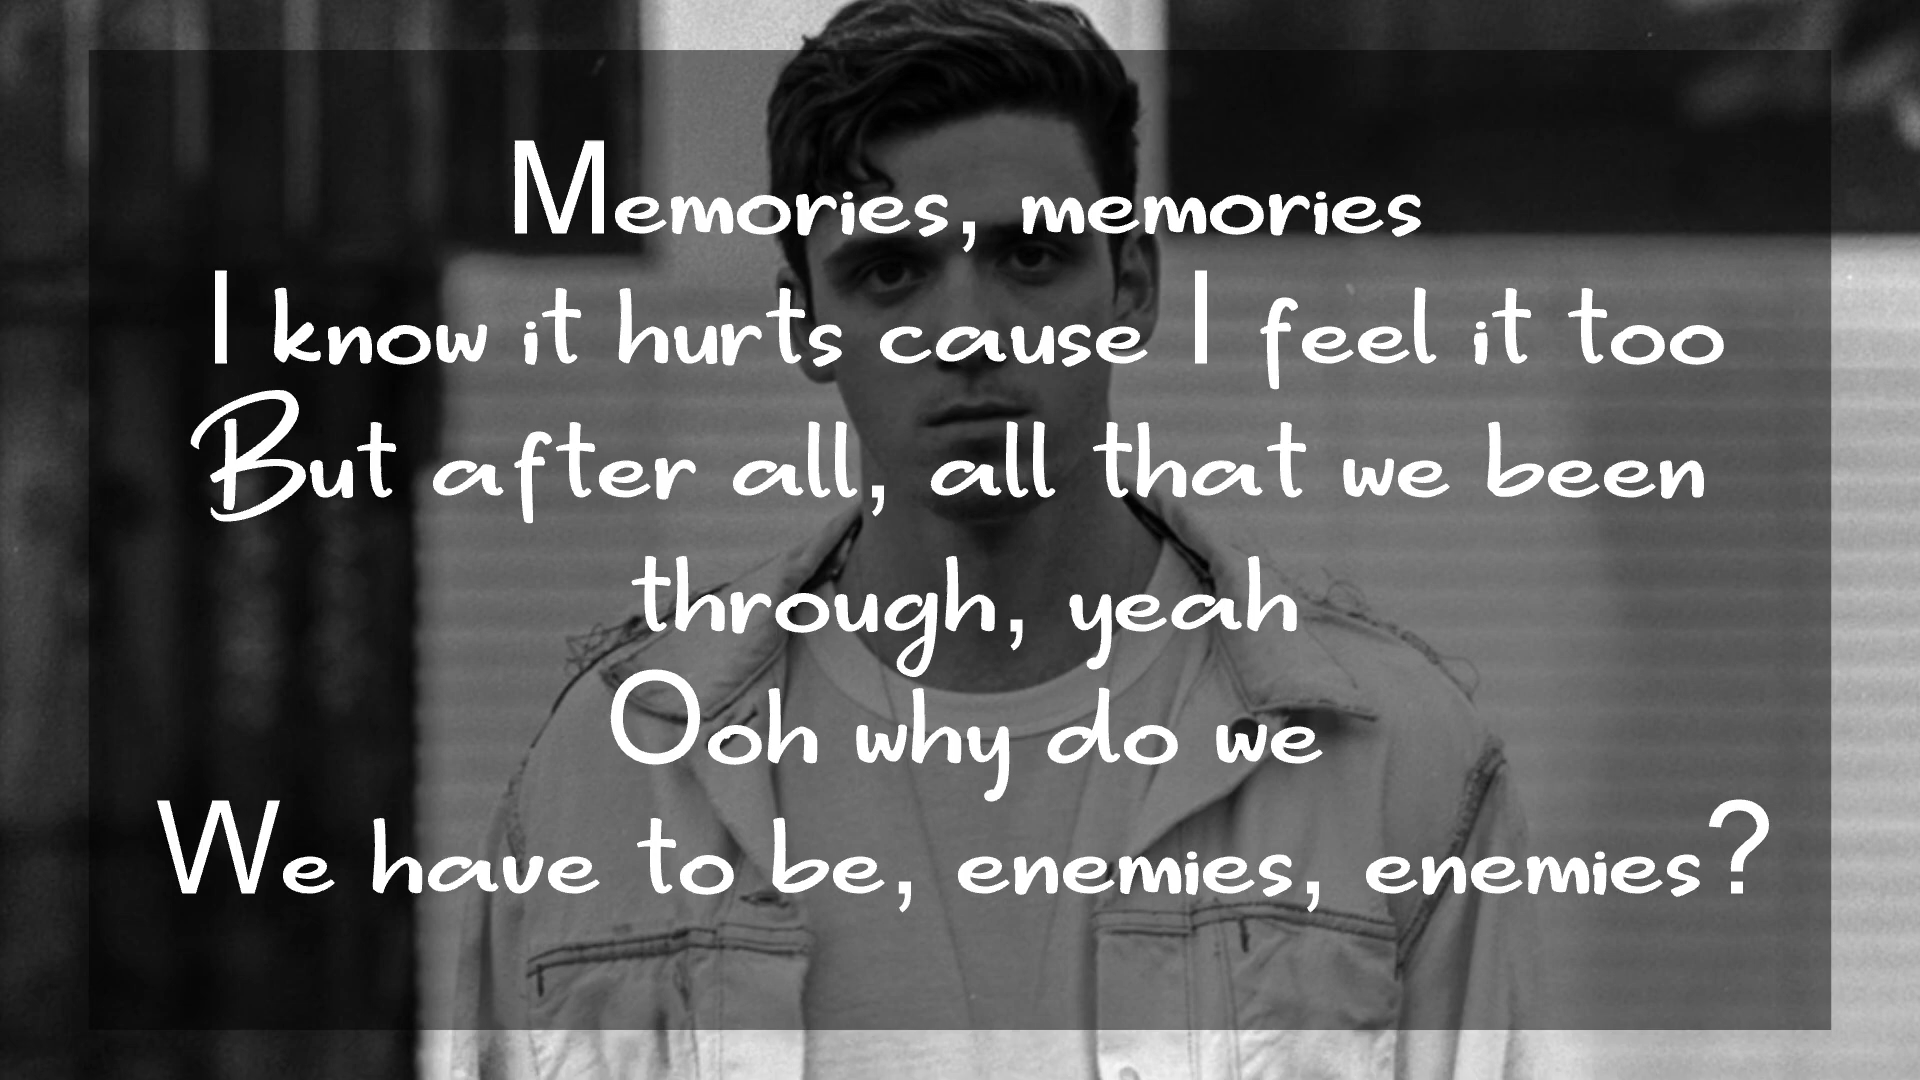 Memories, memories
I know it hurts cause I feel it too
But after all, all that we been
through, yeah
Ooh why do we
We have to be, enemies, enemies?